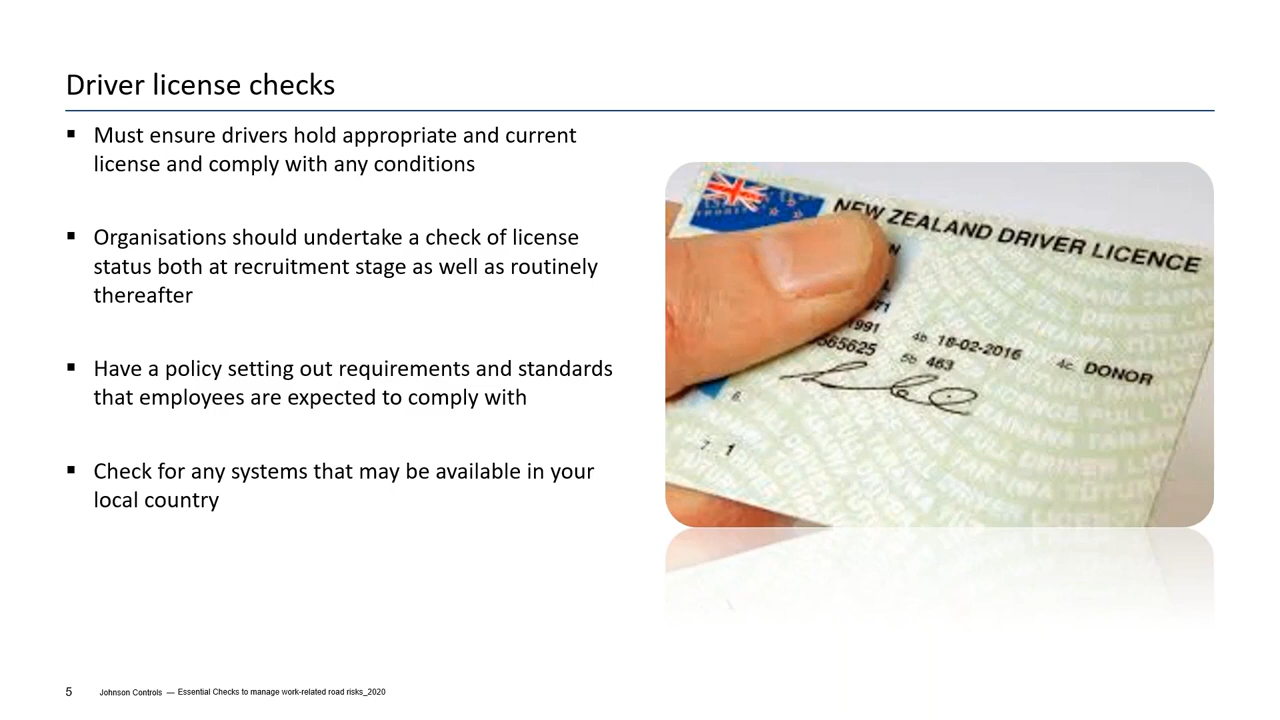 Driver license checks
▪ Must ensure drivers hold appropriate and current
license and comply with any conditions
▪ Organisations should undertake a check of license
status both at recruitment stage as well as routinely
thereafter
▪ Have a policy setting out requirements and standards
that employees are expected to comply with
▪ Check for any systems that may be available in your
local country
NEW ZEALAND DRIVER LICENCE
1991 4b 18-02-2016 4c. DONOR
565625 5b 463
6.
7. 1
5 Johnson Controls — Essential Checks to manage work-related road risks_2020